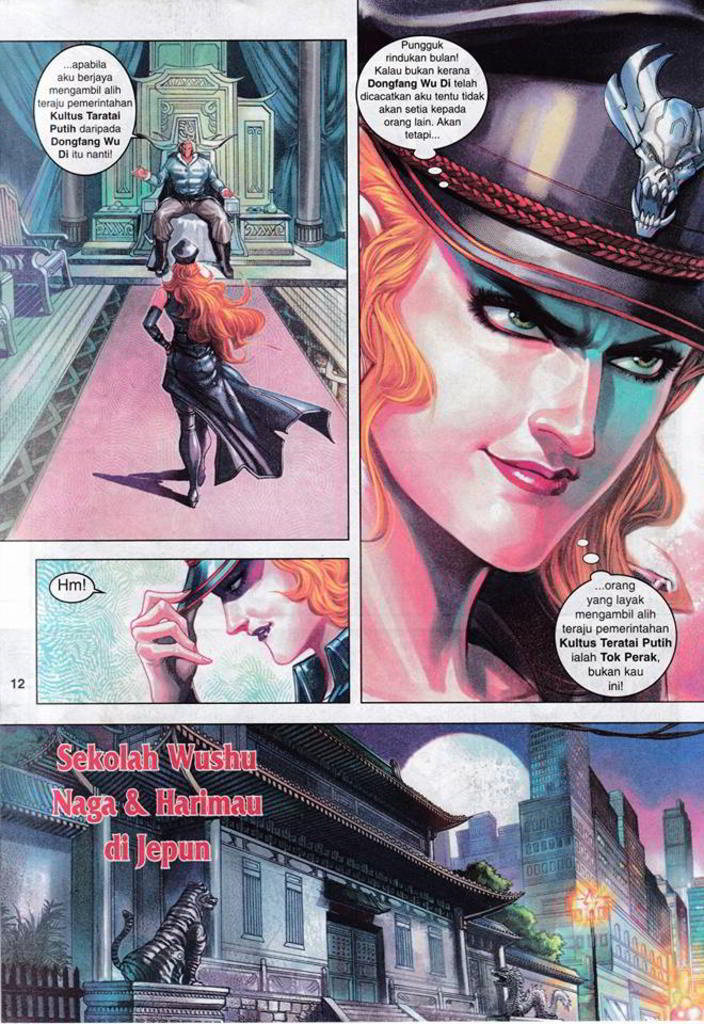 ...apabila
aku berjaya
mengambil alih
teraju pemerintahan
Kultus Taratai
Putih daripada
Dongfang Wu
Di itu nanti!
Pungguk
rindukan bulan!
Kalau bukan kerana
Dongfang Wu Di telah
dicacatkan aku tentu tidak
akan setia kepada
orang lain. Akan
tetapi...
...orang
yang layak
mengambil alih
teraju pemerintahan
Kultus Teratai Putih
ialah Tok Perak,
bukan kau
ini!
Hm!
12
Sekolah Wushu
Naga & Harimau
di Jepun